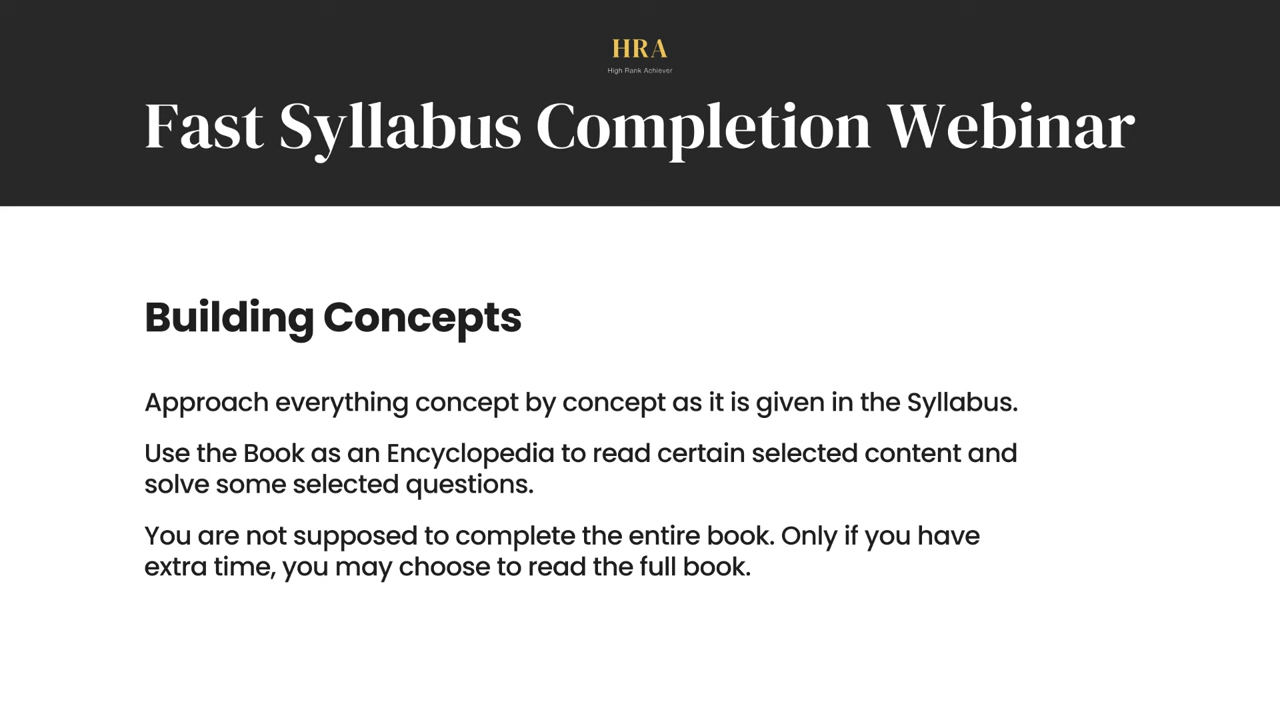 HRA
High Rank Achiever
Fast Syllabus Completion Webinar
Building Concepts
Approach everything concept by concept as it is given in the Syllabus.
Use the Book as an Encyclopedia to read certain selected content and
solve some selected questions.
You are not supposed to complete the entire book. Only if you have
extra time, you may choose to read the full book.